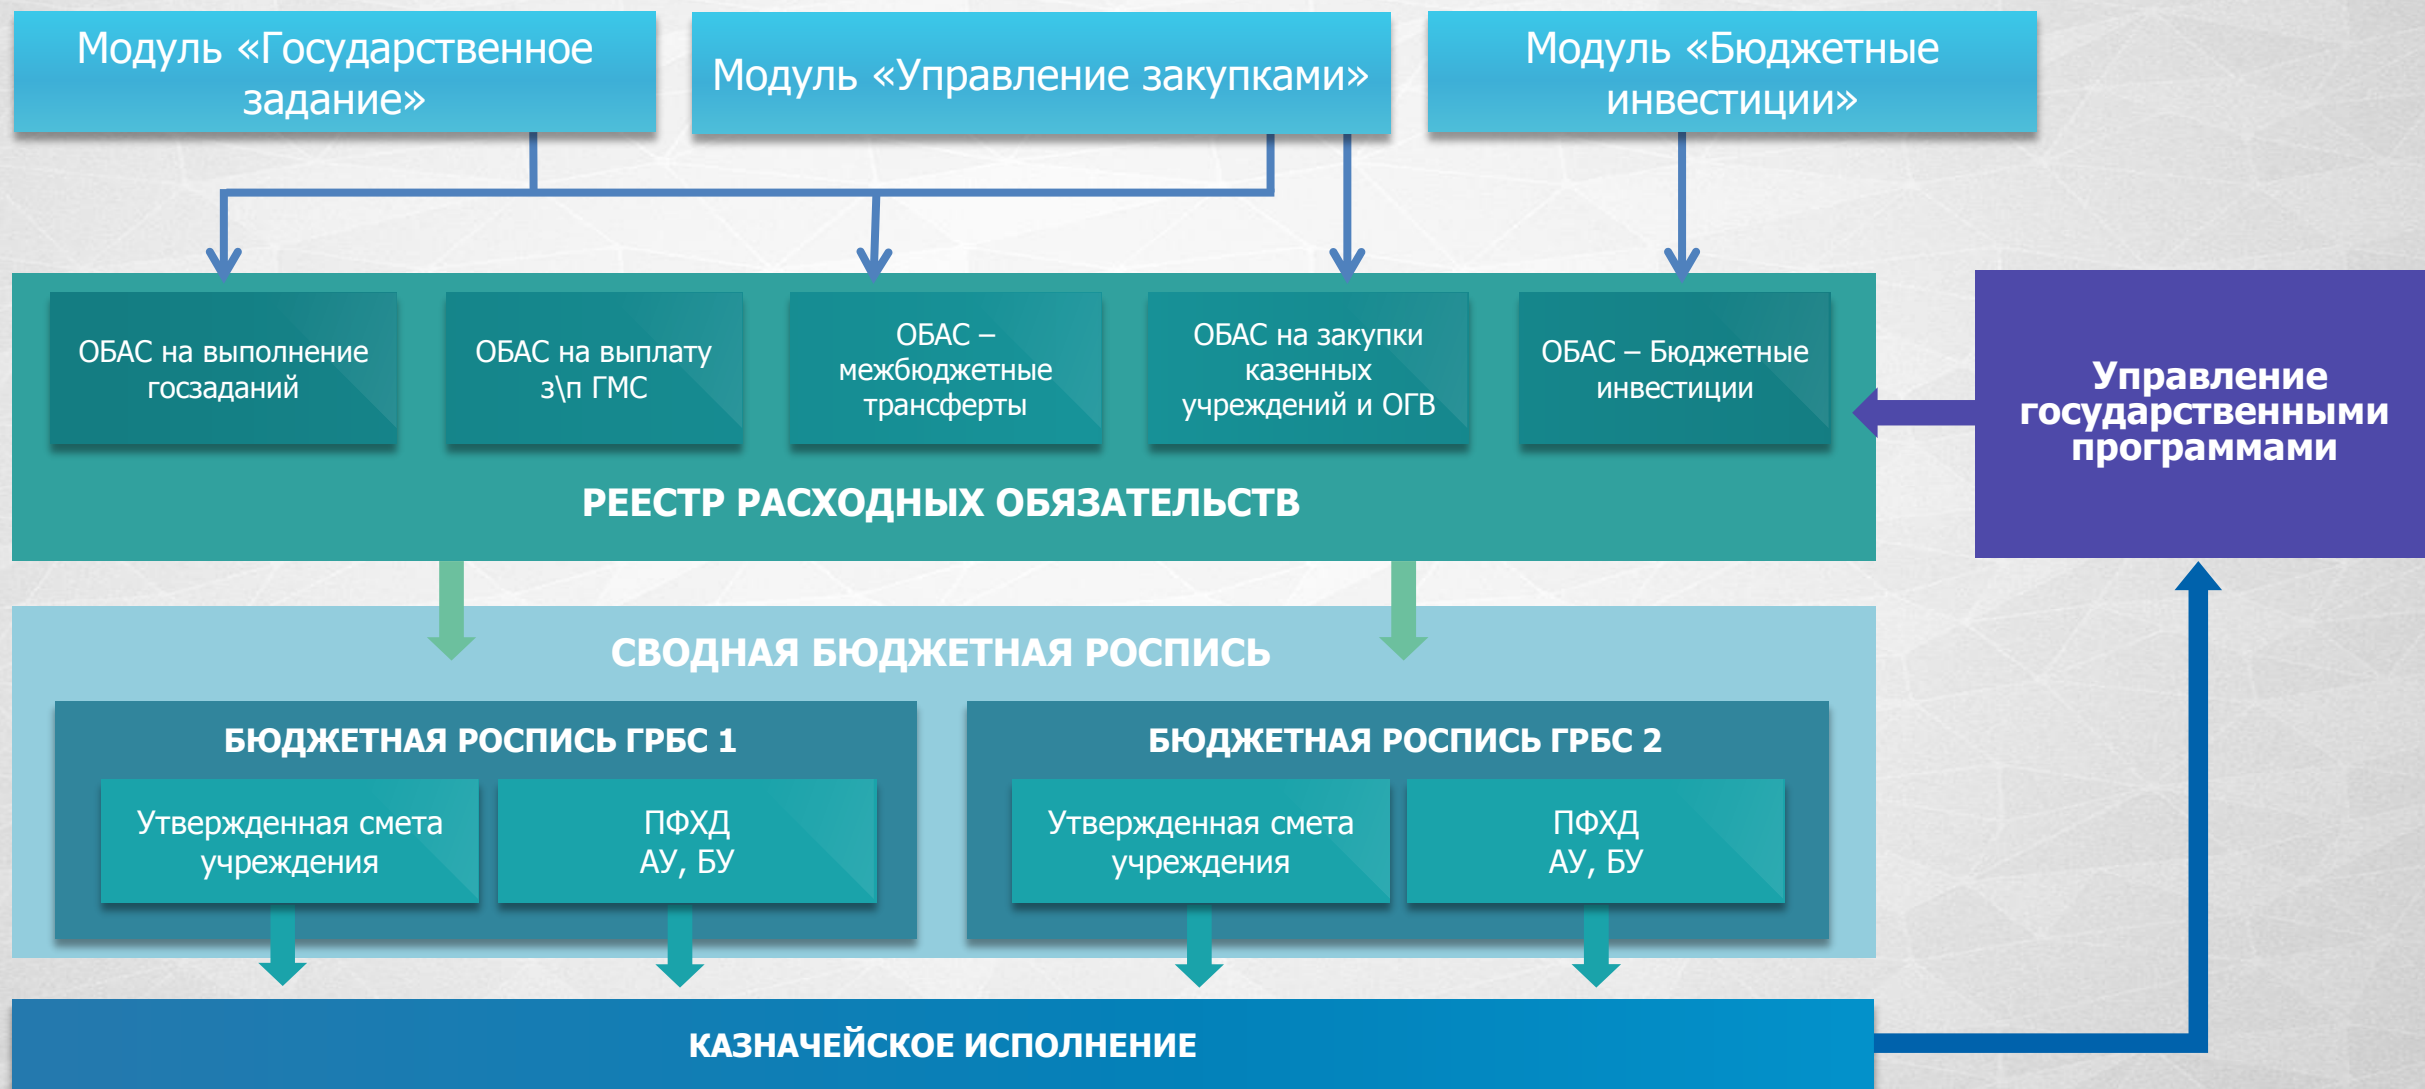 Модуль «Государственное
задание»
Модуль «Управление закупками»
Модуль «Бюджетные
инвестиции»
ОБАС на выполнение
госзаданий
ОБАС на выплату
з\п ГМС
ОБАС –
межбюджетные
трансферты
ОБАС на закупки
казенных
учреждений и ОГВ
ОБАС – Бюджетные
инвестиции
РЕЕСТР РАСХОДНЫХ ОБЯЗАТЕЛЬСТВ
Управление
государственными
программами
СВОДНАЯ БЮДЖЕТНАЯ РОСПИСЬ
БЮДЖЕТНАЯ РОСПИСЬ ГРБС 1
Утвержденная смета
учреждения
ПФХД
АУ, БУ
БЮДЖЕТНАЯ РОСПИСЬ ГРБС 2
Утвержденная смета
учреждения
ПФХД
АУ, БУ
КАЗНАЧЕЙСКОЕ ИСПОЛНЕНИЕ